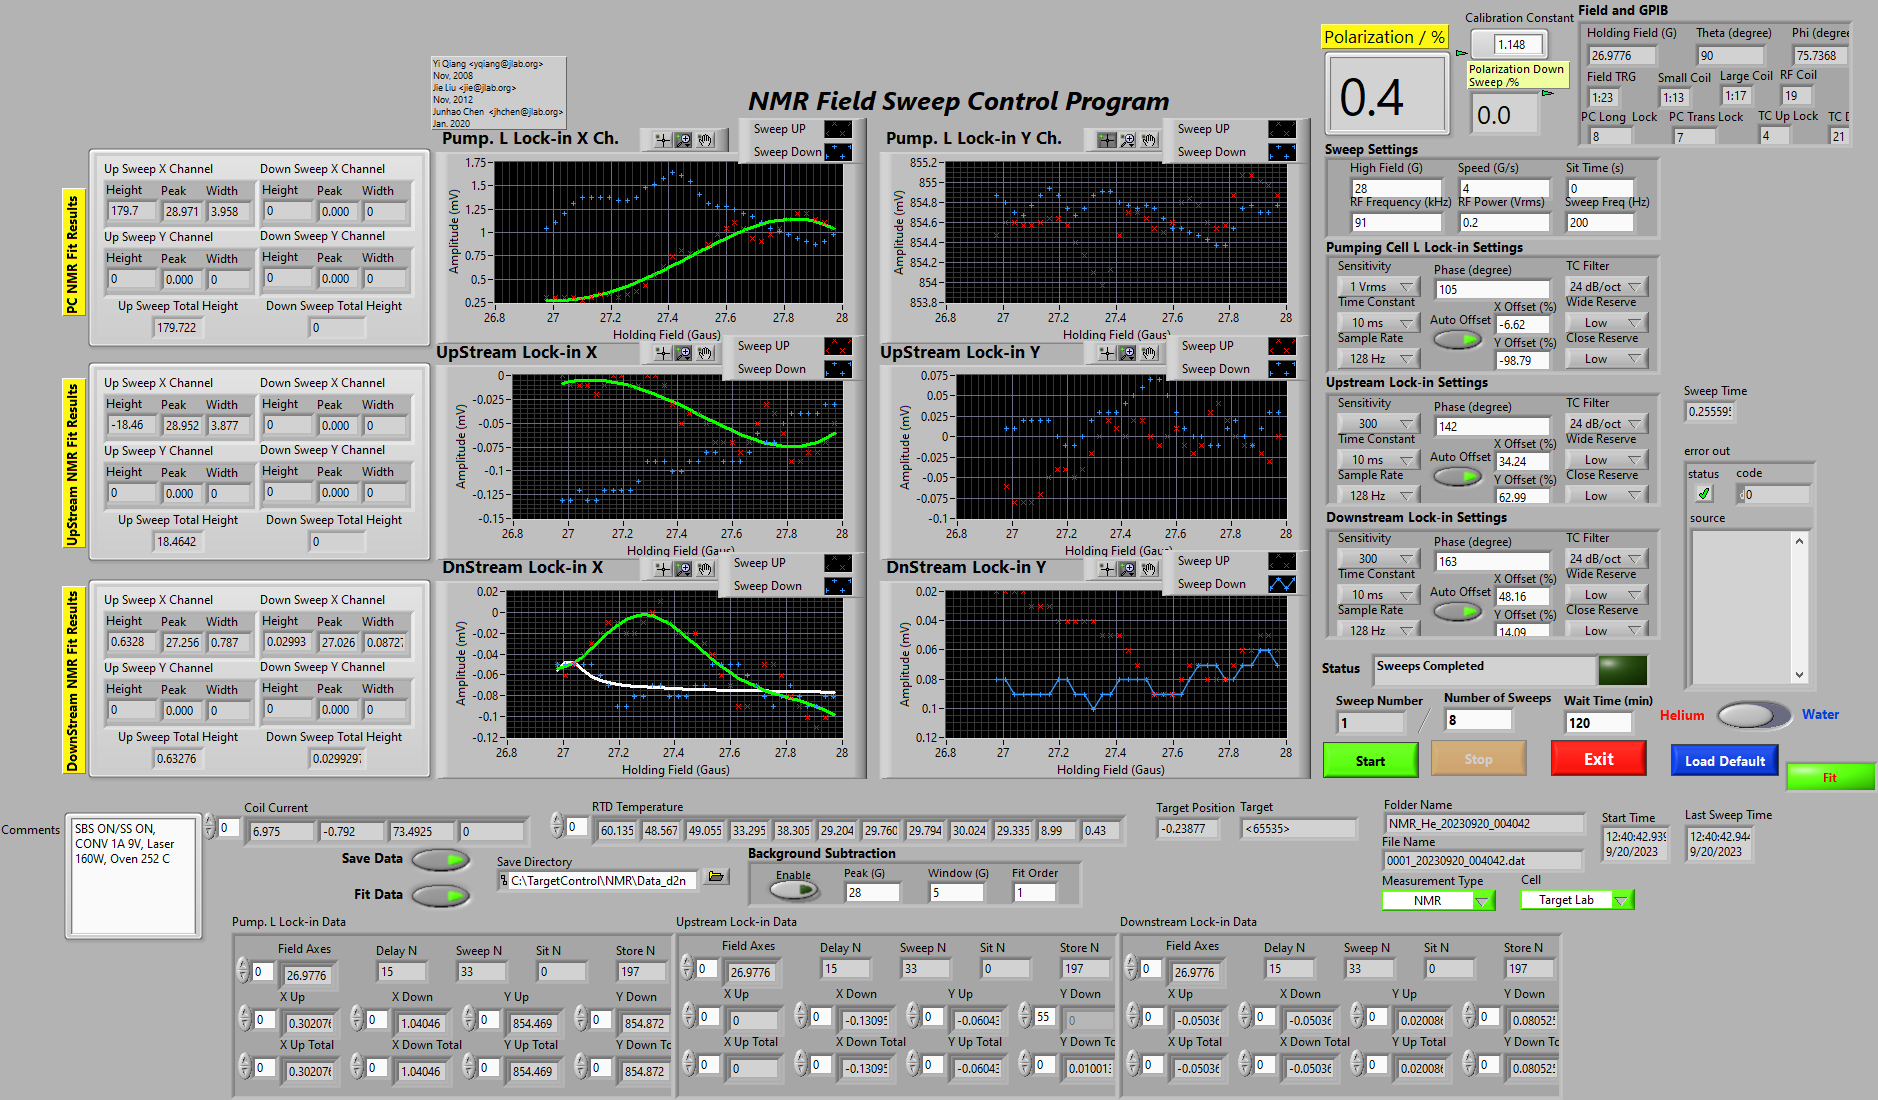 NMR Field Sweep Control Program
Yi Qiang <yqiang@jlab.org>
Nov, 2008
Jie Liu <jie@jlab.org>
Nov, 2012
Junhao Chen <jhchen@jlab.org>
Jan. 2020
Polarization / %
0.4
Calibration Constant
1.148
Polarization Down Sweep /%
0.0
Field and GPIB
Holding Field (G) Theta (degree) Phi (degree
26.9776 90 75.7368
Field TRG Small Coil Large Coil RF Coil
1:23 1:13 1:17 19
PC Long Lock PC Trans Lock TC Up Lock TC D
8 7 4 21
PC NMR Fit Results
Up Sweep X Channel Down Sweep X Channel
Height Peak Width Height Peak Width
179.7 28.971 3.958 0 0.000 0
Up Sweep Y Channel Down Sweep Y Channel
Height Peak Width Height Peak Width
0 0.000 0 0 0.000 0
Up Sweep Total Height Down Sweep Total Height
179.722 0
UpStream NMR Fit Results
Up Sweep X Channel Down Sweep X Channel
Height Peak Width Height Peak Width
-18.46 28.952 3.877 0 0.000 0
Up Sweep Y Channel Down Sweep Y Channel
Height Peak Width Height Peak Width
0 0.000 0 0 0.000 0
Up Sweep Total Height Down Sweep Total Height
18.4642 0
DownStream NMR Fit Results
Up Sweep X Channel Down Sweep X Channel
Height Peak Width Height Peak Width
0.6328 27.256 0.787 0.02993 27.026 0.0872
Up Sweep Y Channel Down Sweep Y Channel
Height Peak Width Height Peak Width
0 0.000 0 0 0.000 0
Up Sweep Total Height Down Sweep Total Height
0.63276 0.029929
Pump. L Lock-in X Ch.
Sweep UP
Sweep Down
Amplitude (mV)
1.75
1.5
1.25
1
0.75
0.5
0.25
26.8 27 27.2 27.4 27.6 27.8 28
Holding Field (Gaus)
Pump. L Lock-in Y Ch.
Sweep UP
Sweep Down
Amplitude (mV)
855.2
855
854.8
854.6
854.4
854.2
854
853.8
26.8 27 27.2 27.4 27.6 27.8 28
Holding Field (Gaus)
UpStream Lock-in X
Sweep UP
Sweep Down
Amplitude (mV)
0
-0.025
-0.05
-0.075
-0.1
-0.125
-0.15
26.8 27 27.2 27.4 27.6 27.8 28
Holding Field (Gaus)
UpStream Lock-in Y
Sweep UP
Sweep Down
Amplitude (mV)
0.075
0.05
0.025
0
-0.025
-0.05
-0.075
-0.1
26.8 27 27.2 27.4 27.6 27.8 28
Holding Field (Gaus)
DnStream Lock-in X
Sweep UP
Sweep Down
Amplitude (mV)
0.02
0
-0.02
-0.04
-0.06
-0.08
-0.1
-0.12
26.8 27 27.2 27.4 27.6 27.8 28
Holding Field (Gaus)
DnStream Lock-in Y
Sweep UP
Sweep Down
Amplitude (mV)
0.02
0.04
0.06
0.08
0.1
0.12
26.8 27 27.2 27.4 27.6 27.8 28
Holding Field (Gaus)
Sweep Settings
High Field (G) Speed (G/s) Sit Time (s)
28 4 0
RF Frequency (kHz) RF Power (Vrms) Sweep Freq (Hz)
91 0.2 200
Pumping Cell L Lock-in Settings
Sensitivity Phase (degree) TC Filter
1 Vrms 105 24 dB/oct
Time Constant X Offset (%) Wide Reserve
10 ms Auto Offset -6.62 Low
Sample Rate Y Offset (%) Close Reserve
128 Hz -98.79 Low
Upstream Lock-in Settings
Sensitivity Phase (degree) TC Filter
300 142 24 dB/oct
Time Constant X Offset (%) Wide Reserve
10 ms Auto Offset 34.24 Low
Sample Rate Y Offset (%) Close Reserve
128 Hz 62.99 Low
Downstream Lock-in Settings
Sensitivity Phase (degree) TC Filter
300 163 24 dB/oct
Time Constant X Offset (%) Wide Reserve
10 ms Auto Offset 48.16 Low
Sample Rate Y Offset (%) Close Reserve
128 Hz 14.09 Low
Sweep Time
0.25559
error out
status code
0
source
Status Sweeps Completed
Sweep Number Number of Sweeps Wait Time (min)
1 / 8 120
Helium Water
Start Stop Exit Load Default Fit
Comments
SBS ON/SS ON,
CONV 1A 9V, Laser
160W, Oven 252 C
Coil Current
0 6.975 -0.792 73.4925 0
RTD Temperature
0 60.135 48.567 49.055 33.295 38.305 29.204 29.760 29.794 30.024 29.335 8.99 0.43
Target Position Target
-0.23877 <65535>
Folder Name
NMR_He_20230920_004042
File Name
0001_20230920_004042.dat
Start Time Last Sweep Time
12:40:42.939 12:40:42.944
9/20/2023 9/20/2023
Measurement Type Cell
NMR Target Lab
Save Data
Fit Data
Save Directory
C:\TargetControl\NMR\Data_d2n
Background Subtraction
Enable Peak (G) Window (G) Fit Order
28 5 1
Pump. L Lock-in Data
Field Axes Delay N Sweep N Sit N Store N
0 26.9776 15 33 0 197
X Up X Down Y Up Y Down
0 0.302076 0 1.04046 0 854.469 0 854.872
X Up Total X Down Total Y Up Total Y Down To
0 0.302076 0 1.04046 0 854.469 0 854.872
Upstream Lock-in Data
Field Axes Delay N Sweep N Sit N Store N
0 26.9776 15 33 0 197
X Up X Down Y Up Y Down
0 0 0 -0.13095 0 -0.06043 55 0
X Up Total X Down Total Y Up Total Y Down To
0 0 0 -0.13095 0 -0.06043 0 0.010013
Downstream Lock-in Data
Field Axes Delay N Sweep N Sit N Store N
0 26.9776 15 33 0 197
X Up X Down Y Up Y Down
0 -0.05036 0 -0.05036 0 0.020086 0 0.080525
X Up Total X Down Total Y Up Total Y Down To
0 -0.05036 0 -0.05036 0 0.020086 0 0.080525